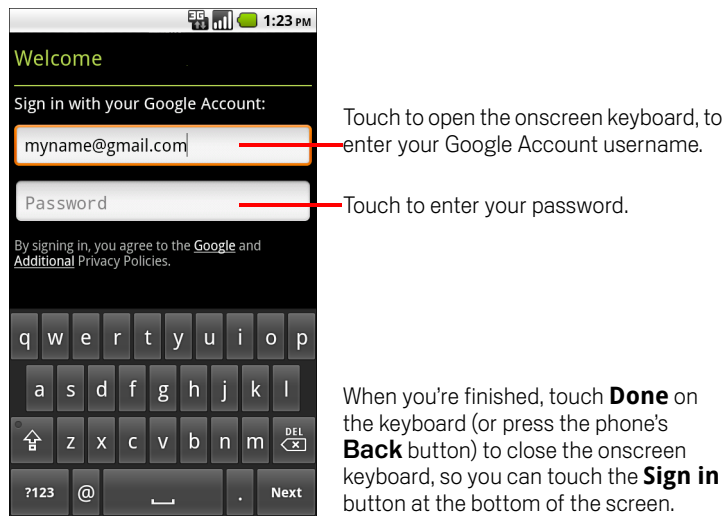 3G 1:23 PM
Welcome
Sign in with your Google Account:
myname@gmail.com
Password
By signing in, you agree to the Google and
Additional Privacy Policies.
q w e r t y u i o p
a s d f g h j k l
z x c v b n m DEL
?123 @ . Next
Touch to open the onscreen keyboard, to
enter your Google Account username.
Touch to enter your password.
When you’re finished, touch Done on
the keyboard (or press the phone’s
Back button) to close the onscreen
keyboard, so you can touch the Sign in
button at the bottom of the screen.